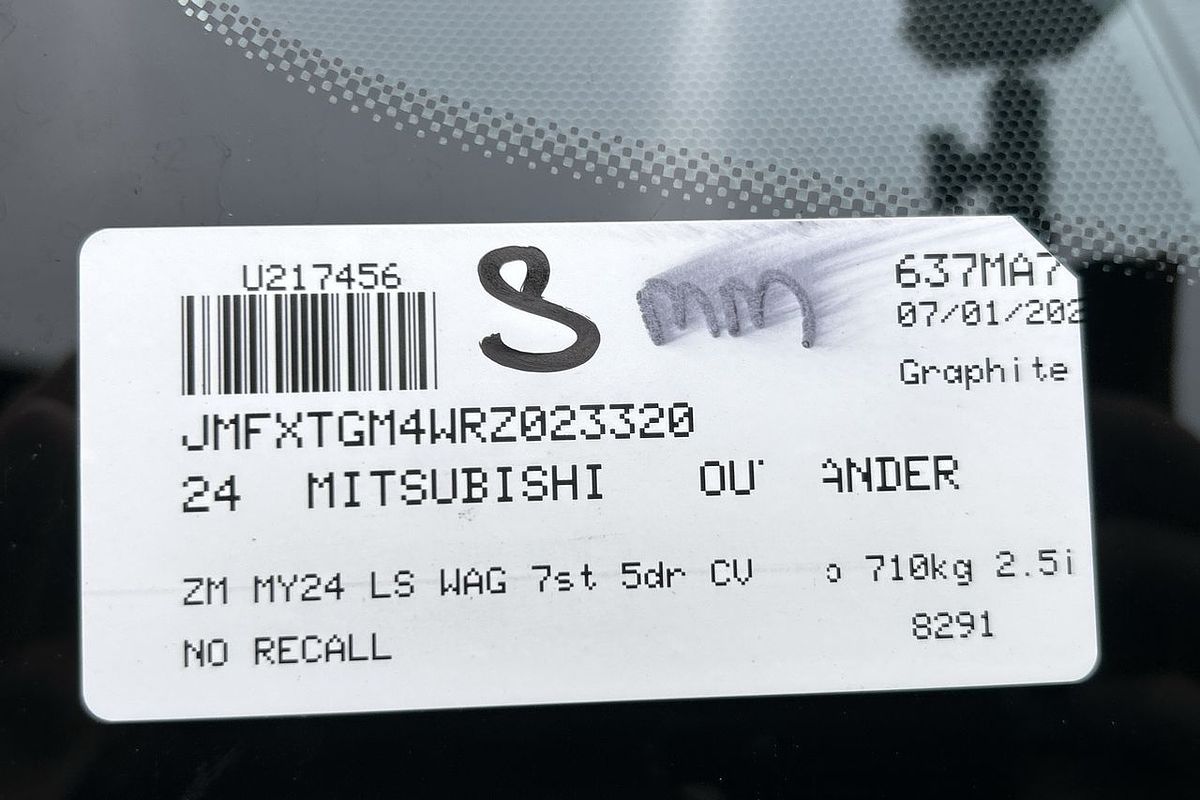 U217456
S
637MA7
07/01/202
Graphite
JMFXTGM4WRZ023320
24 MITSUBISHI OU ANDER
ZM MY24 LS WAG 7st 5dr CV 710kg 2.5i
NO RECALL 8291